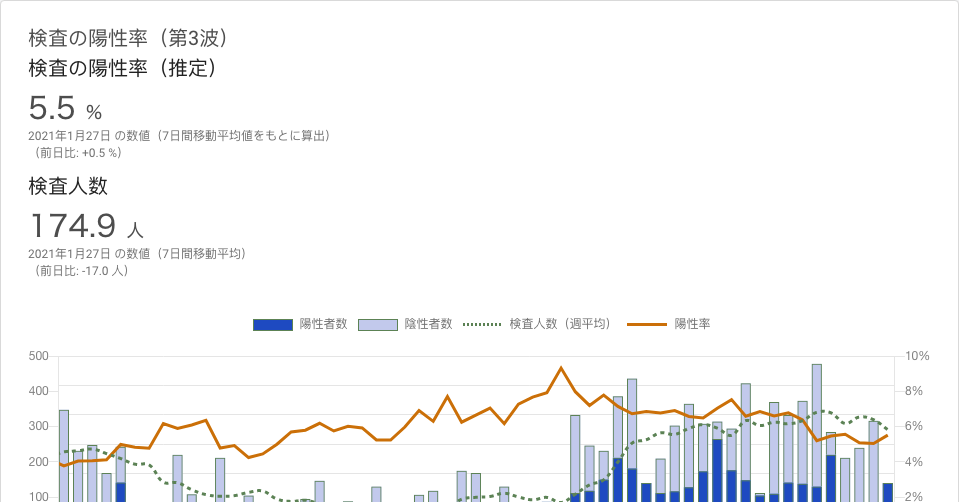 検査の陽性率（第3波）
検査の陽性率（推定）
5.5 %
2021年1月27日 の数値（7日間移動平均値をもとに算出）
（前日比: +0.5 %）
検査人数
174.9 人
2021年1月27日 の数値（7日間移動平均）
（前日比: -17.0 人）
陽性者数 陰性者数 検査人数（週平均） 陽性率
500 10%
400 8%
300 6%
200 4%
100 2%